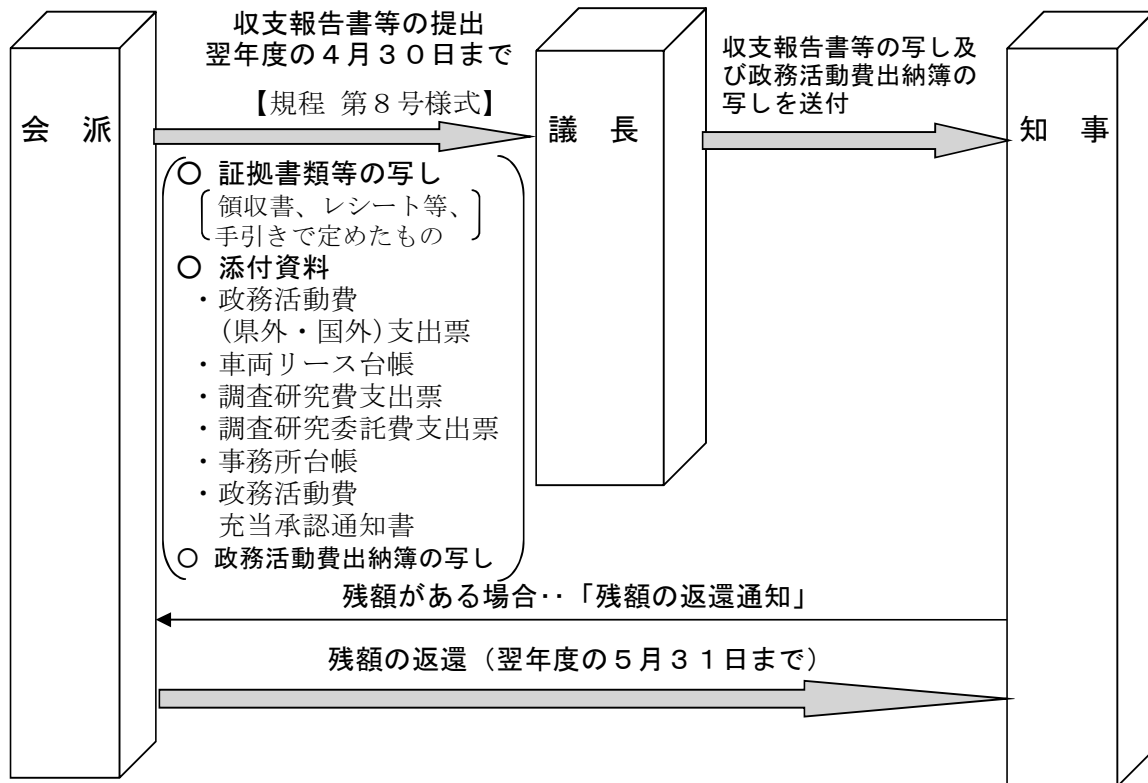 収支報告書等の提出
翌年度の4月30日まで
【規程 第8号様式】
収支報告書等の写し及
び政務活動費出納簿の
写しを送付
会 派
議 長
知 事
○ 証拠書類等の写し
領収書、レシート等、
手引きで定めたもの
○ 添付資料
・政務活動費
(県外・国外)支出票
・車両リース台帳
・調査研究費支出票
・調査研究委託費支出票
・事務所台帳
・政務活動費
充当承認通知書
○ 政務活動費出納簿の写し
残額がある場合‥「残額の返還通知」
残額の返還(翌年度の5月31日まで)